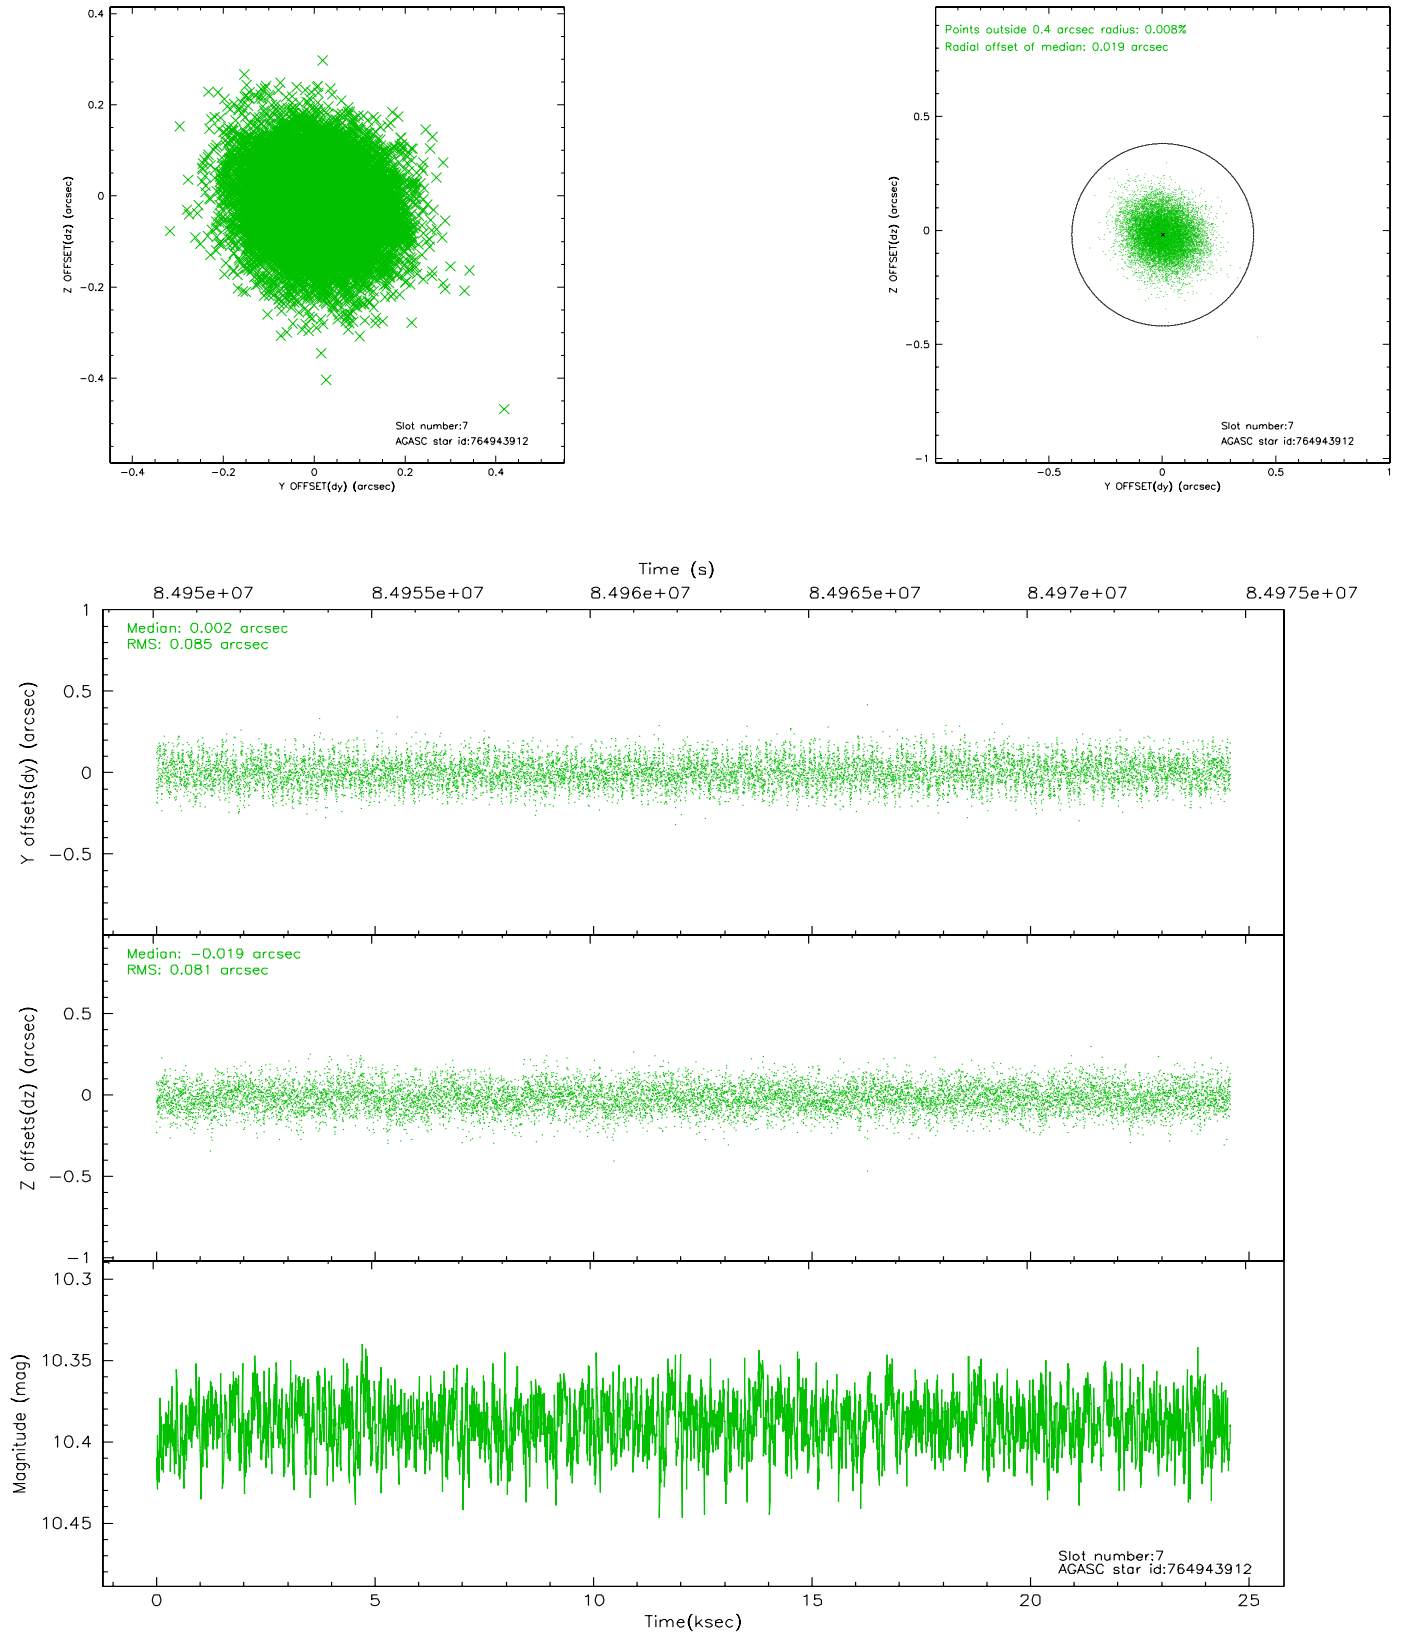 0.4
0.2
0
−0.2
−0.4
Z OFFSET(dz) (arcsec)
Slot number:7
AGASC star id:764943912
−0.4 −0.2 0 0.2 0.4
Y OFFSET(dy) (arcsec)
Points outside 0.4 arcsec radius: 0.008%
Radial offset of median: 0.019 arcsec
0.5
0
−0.5
−1
Z OFFSET(dz) (arcsec)
Slot number:7
AGASC star id:764943912
−0.5 0 0.5 1
Y OFFSET(dy) (arcsec)
Time (s)
8.495e+07 8.4955e+07 8.496e+07 8.4965e+07 8.497e+07 8.4975e+07
Median: 0.002 arcsec
RMS: 0.085 arcsec
1
0.5
0
−0.5
Y offsets(dy) (arcsec)
Median: −0.019 arcsec
RMS: 0.081 arcsec
0.5
0
−0.5
−1
Z offsets(dz) (arcsec)
10.3
10.35
10.4
10.45
Magnitude (mag)
Slot number:7
AGASC star id:764943912
0 5 10 15 20 25
Time(ksec)